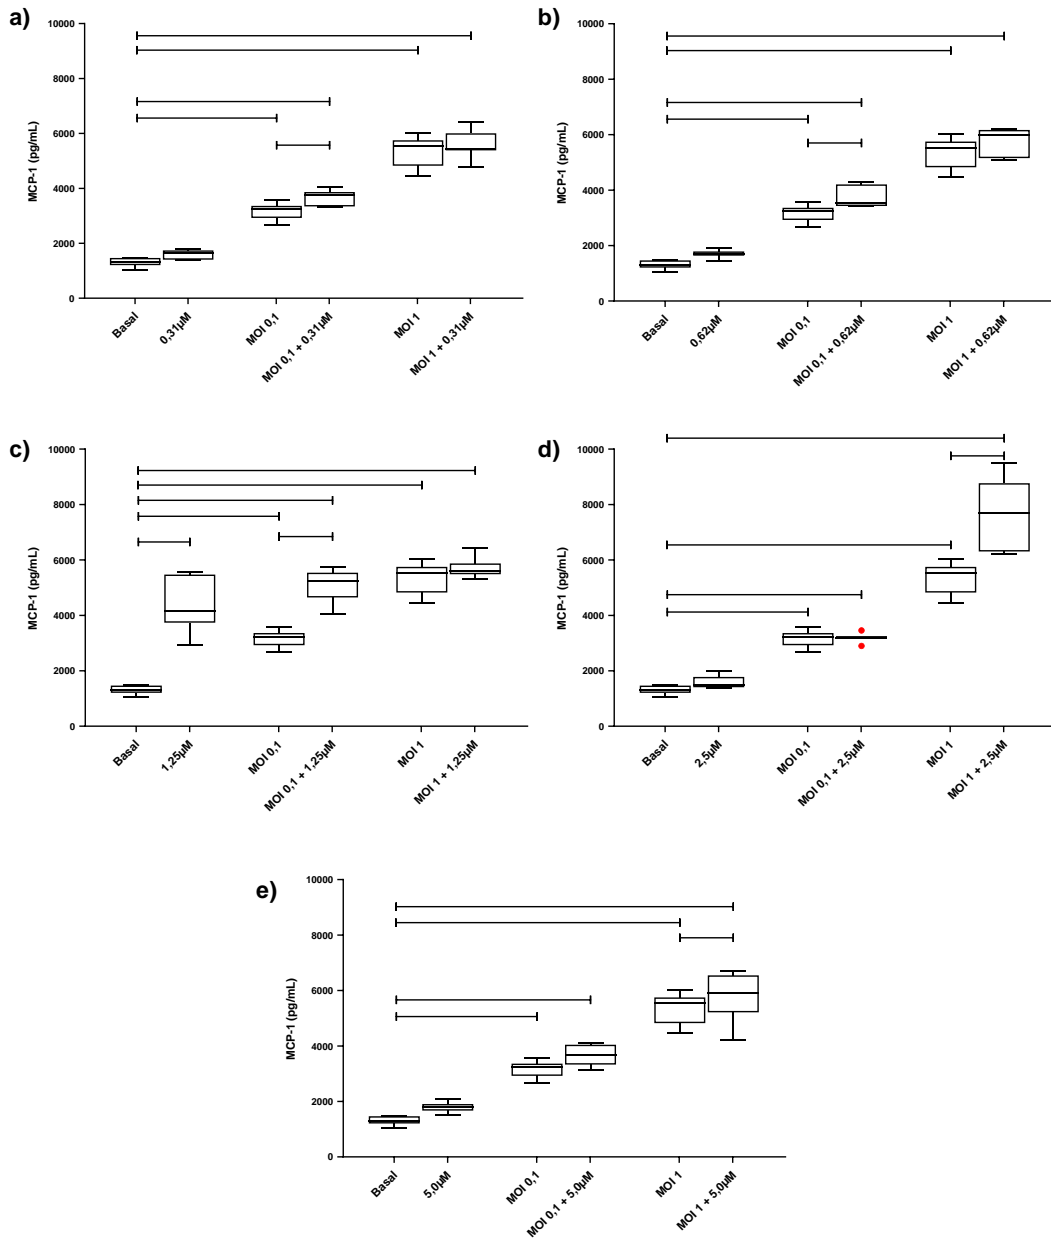 a)
MCP-1 (pg/mL)
10000
8000
6000
4000
2000
0
Basal
0,31µM
MOI 0,1
MOI 0,1 + 0,31µM
MOI 1
MOI 1 + 0,31µM
b)
MCP-1 (pg/mL)
10000
8000
6000
4000
2000
0
Basal
0,62µM
MOI 0,1
MOI 0,1 + 0,62µM
MOI 1
MOI 1 + 0,62µM
c)
MCP-1 (pg/mL)
10000
8000
6000
4000
2000
0
Basal
1,25µM
MOI 0,1
MOI 0,1 + 1,25µM
MOI 1
MOI 1 + 1,25µM
d)
MCP-1 (pg/mL)
10000
8000
6000
4000
2000
0
Basal
2,5µM
MOI 0,1
MOI 0,1 + 2,5µM
MOI 1
MOI 1 + 2,5µM
e)
MCP-1 (pg/mL)
10000
8000
6000
4000
2000
0
Basal
5,0µM
MOI 0,1
MOI 0,1 + 5,0µM
MOI 1
MOI 1 + 5,0µM